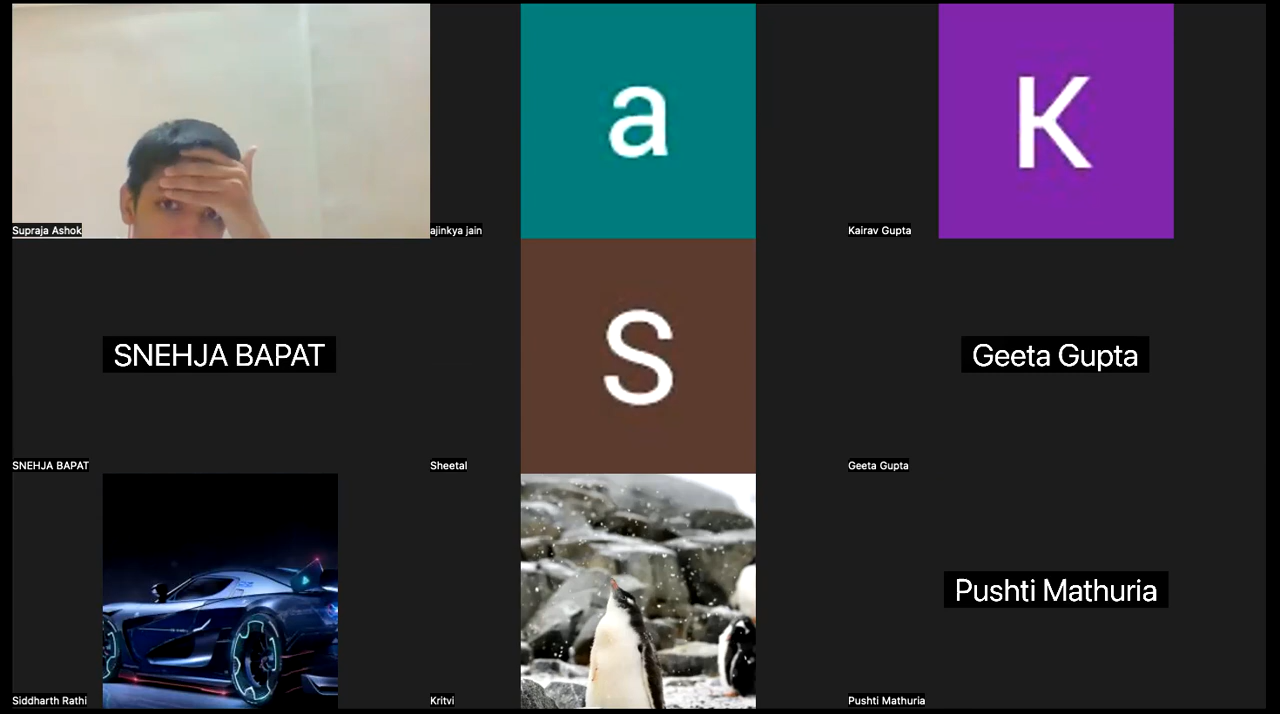 a
K
Supraja Ashok
ajinkya jain
Kairav Gupta
SNEHJA BAPAT
S
Geeta Gupta
SNEHJA BAPAT
Sheetal
Geeta Gupta
Pushti Mathuria
Siddharth Rathi
Kritvi
Pushti Mathuria